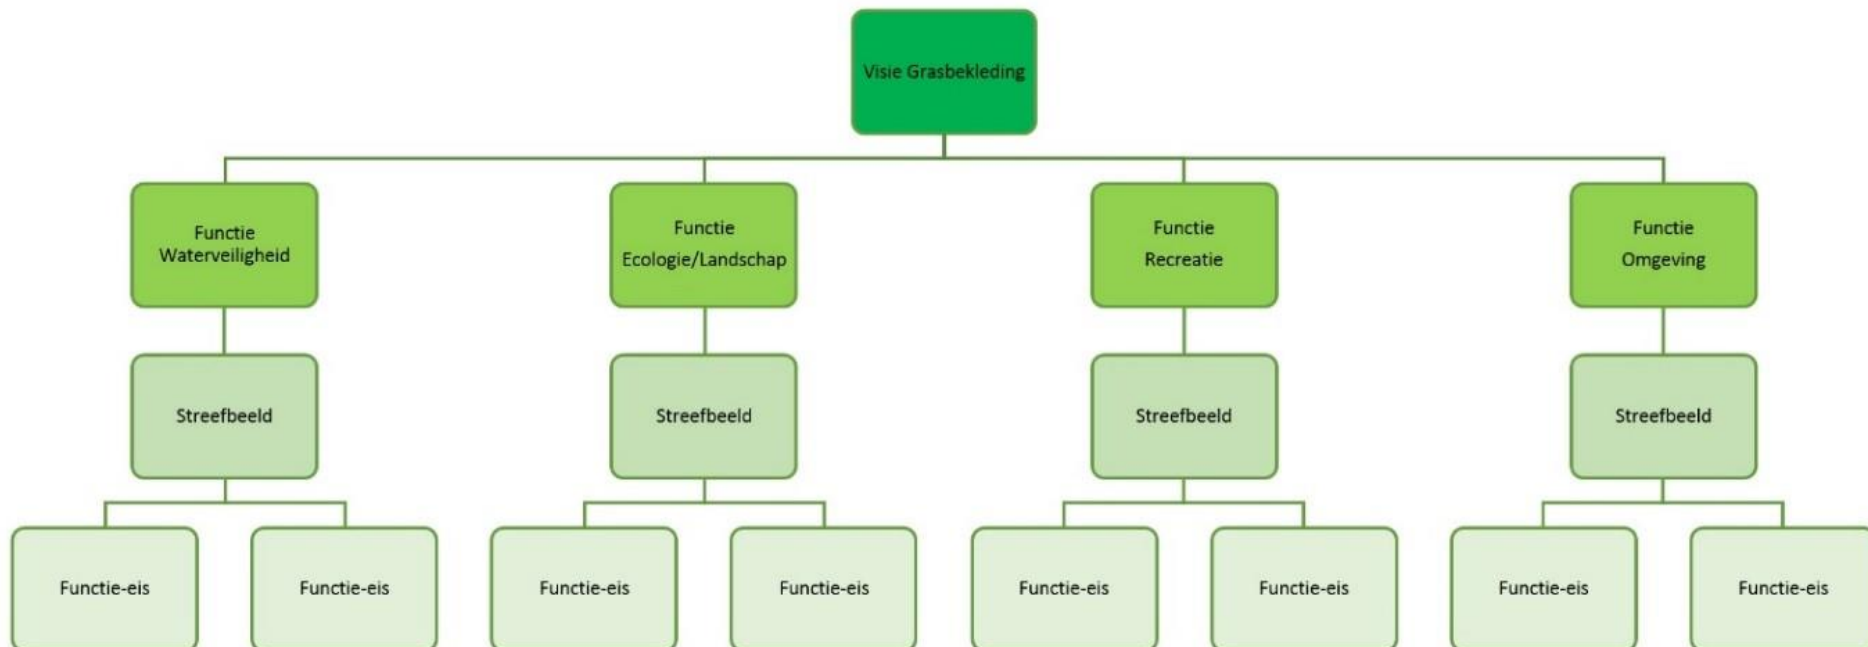 Visie Grasbekleding
Functie
Waterveiligheid
Functie
Ecologie/Landschap
Functie
Recreatie
Functie
Omgeving
Streefbeeld
Streefbeeld
Streefbeeld
Streefbeeld
Functie-eis
Functie-eis
Functie-eis
Functie-eis
Functie-eis
Functie-eis
Functie-eis
Functie-eis